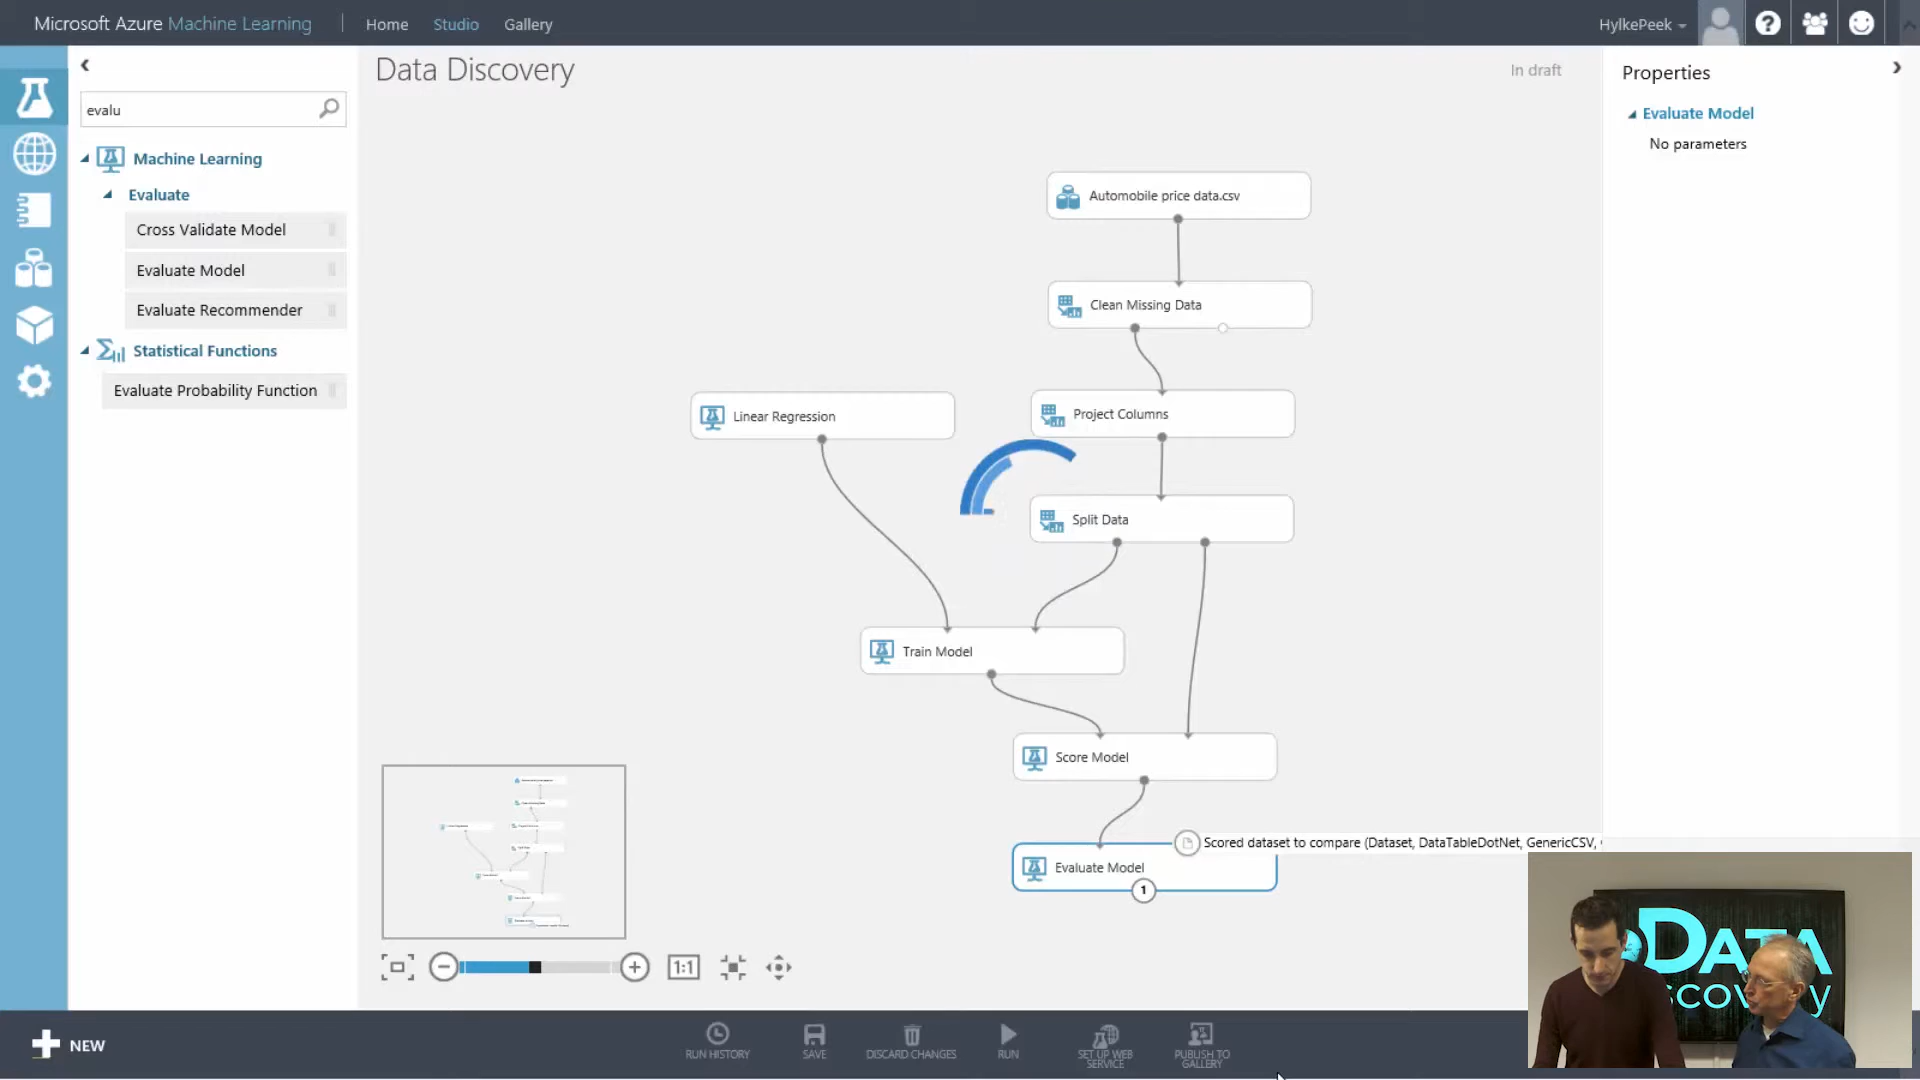 Microsoft Azure Machine Learning
Home
Studio
Gallery
HylkePeek
evalu
Machine Learning
Evaluate
Cross Validate Model
Evaluate Model
Evaluate Recommender
Statistical Functions
Evaluate Probability Function
Data Discovery
In draft
Automobile price data.csv
Clean Missing Data
Linear Regression
Project Columns
Split Data
Train Model
Score Model
Scored dataset to compare (Dataset, DataTableDotNet, GenericCSV,
Evaluate Model
1
1:1
Properties
Evaluate Model
No parameters
NEW
RUN HISTORY
SAVE
DISCARD CHANGES
RUN
SET UP WEB
SERVICE
PUBLISH TO
GALLERY